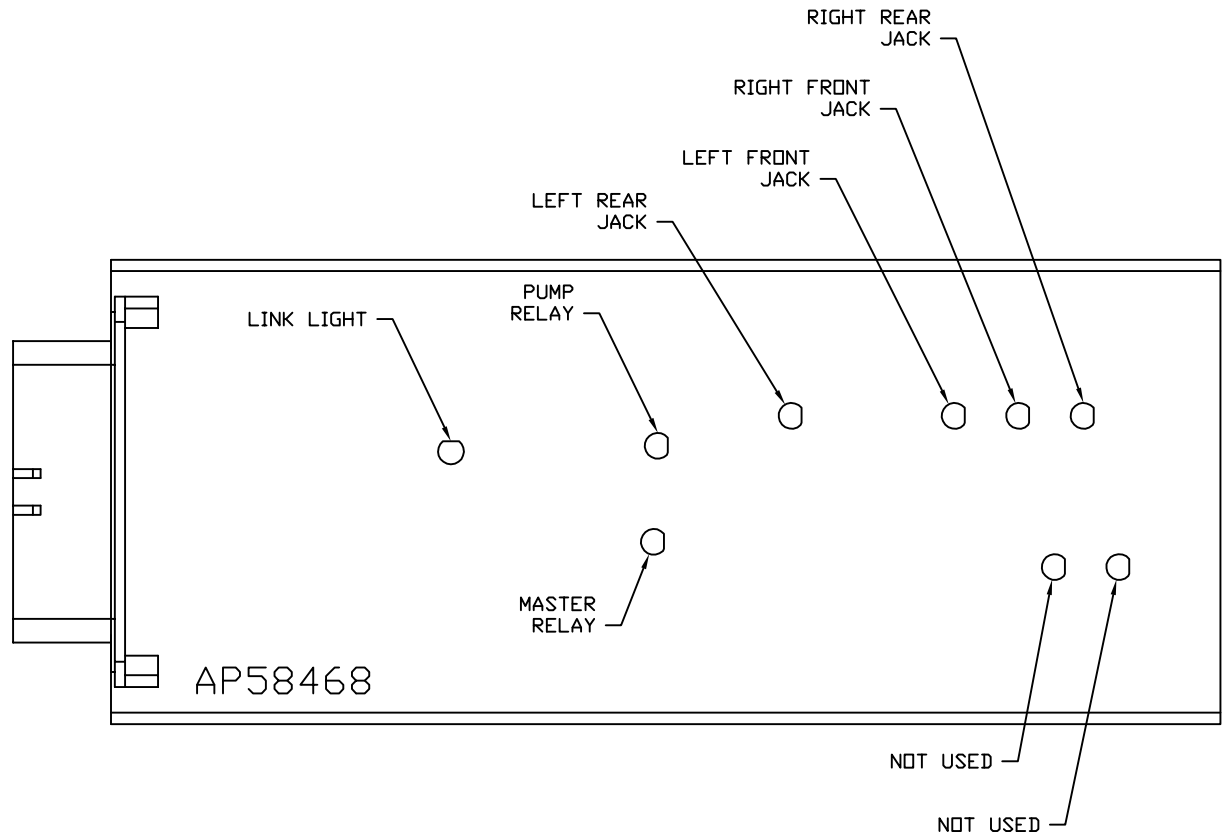 RIGHT REAR
JACK
RIGHT FRONT
JACK
LEFT FRONT
JACK
LEFT REAR
JACK
PUMP
RELAY
LINK LIGHT
MASTER
RELAY
AP58468
NOT USED
NOT USED